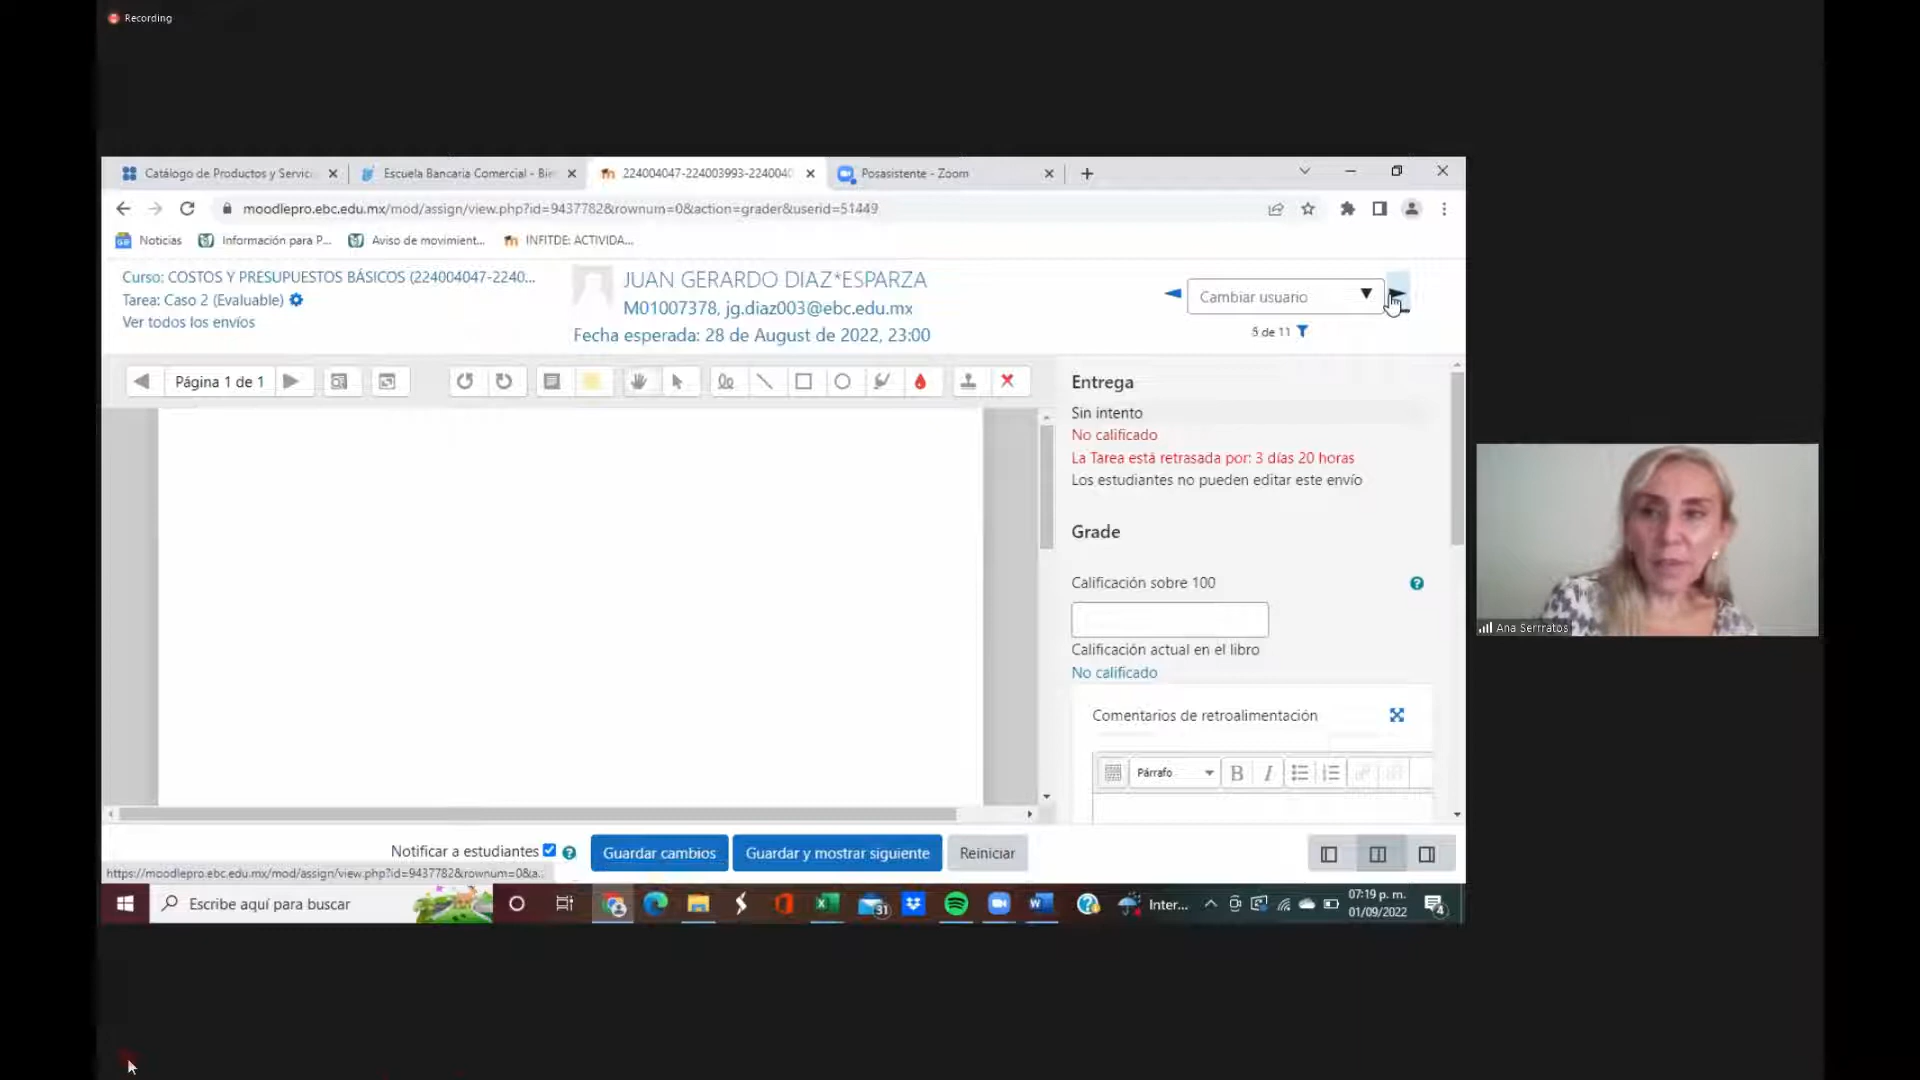 Recording
Catálogo de Productos y Servic
Escuela Bancaria Comercial - Bie
224004047-224003993-2240040
Posasistente - Zoom
moodlepro.ebc.edu.mx/mod/assign/view.php?id=9437782&rownum=0&action=grader&userid=51449
Noticias
Información para P...
Aviso de movimient...
INFITDE: ACTIVIDA...
Curso: COSTOS Y PRESUPUESTOS BÁSICOS (224004047-2240...
Tarea: Caso 2 (Evaluable)
Ver todos los envíos
JUAN GERARDO DIAZ*ESPARZA
M01007378, jg.diaz003@ebc.edu.mx
Fecha esperada: 28 de August de 2022, 23:00
Cambiar usuario
5 de 11
Página 1 de 1
Entrega
Sin intento
No calificado
La Tarea está retrasada por: 3 días 20 horas
Los estudiantes no pueden editar este envío
Grade
Calificación sobre 100
Calificación actual en el libro
No calificado
Comentarios de retroalimentación
Párrafo
B
I
Notificar a estudiantes
Guardar cambios
Guardar y mostrar siguiente
Reiniciar
https://moodlepro.ebc.edu.mx/mod/assign/view.php?id=9437782&rownum=0&a...
Escribe aquí para buscar
31
Inter...
07:19 p. m.
01/09/2022
4
Ana Serrratos